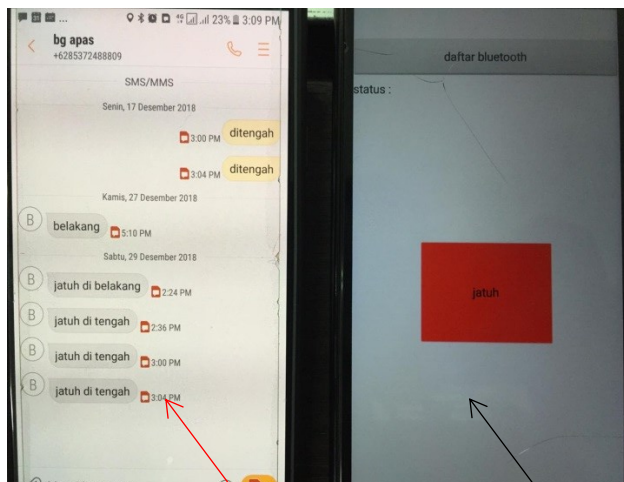 23% 3:09 PM
bg apas
+6285372488809
SMS/MMS
Senin, 17 Desember 2018
3:00 PM ditengah
3:04 PM ditengah
Kamis, 27 Desember 2018
B belakang 5:10 PM
Sabtu, 29 Desember 2018
B jatuh di belakang 2:24 PM
B jatuh di tengah 2:36 PM
B jatuh di tengah 3:00 PM
B jatuh di tengah 3:04 PM
daftar bluetooth
status :
jatuh